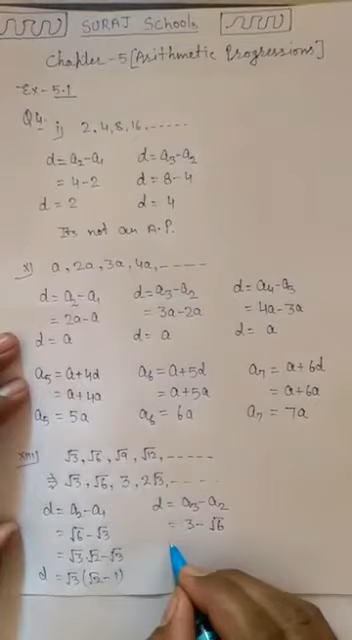 SURAJ Schools
Chapter-5 [Arithmetic Progressions]
Ex-5.1
Q4. i) 2, 4, 8, 16, -----
d = a₂-a₁ d = a₃-a₂
= 4-2 d = 8-4
d = 2 d = 4
Its not an A.P.
x) a, 2a, 3a, 4a, -----
d = a₂-a₁ d = a₃-a₂ d = a₄-a₃
= 2a-a = 3a-2a = 4a-3a
d = a d = a d = a
a₅ = a+4d a₆ = a+5d a₇ = a+6d
= a+4a = a+5a = a+6a
a₅ = 5a a₆ = 6a a₇ = 7a
xiii) √3, √6, √9, √12, -----
⇒ √3, √6, 3, 2√3, -----
d = a₂-a₁ d = a₃-a₂
= √6-√3 = 3-√6
= √3.√2-√3
d = √3(√2-1)